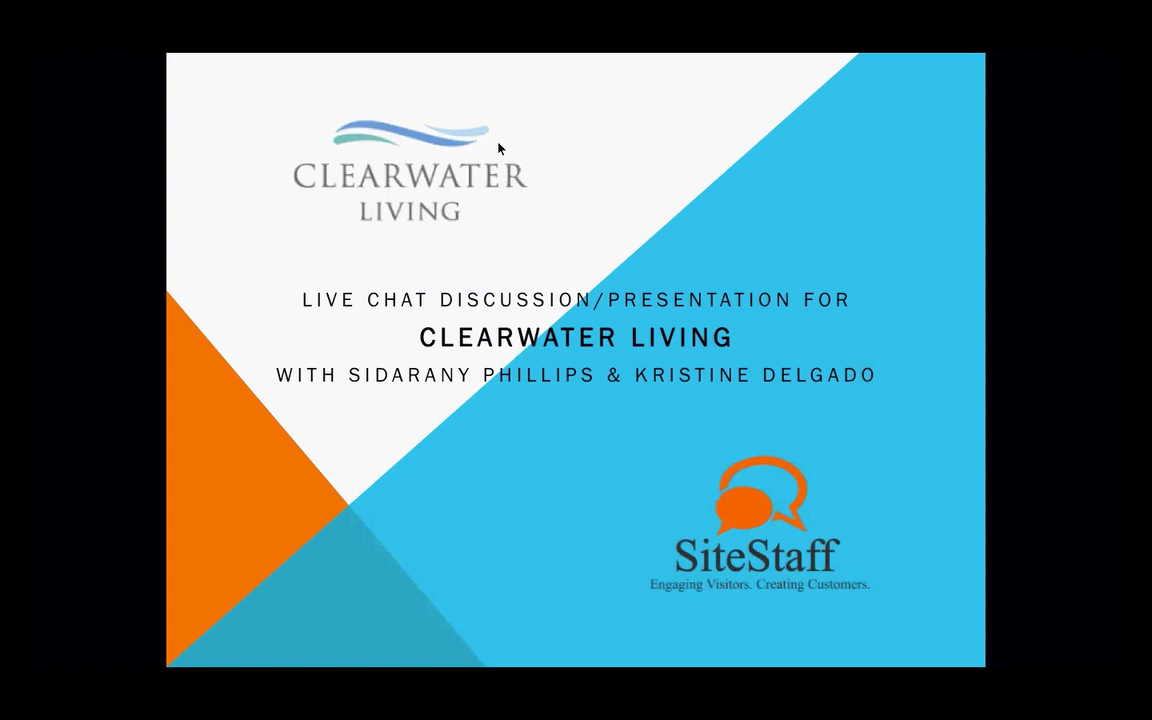 CLEARWATER
LIVING
LIVE CHAT DISCUSSION/PRESENTATION FOR
CLEARWATER LIVING
WITH SIDARANY PHILLIPS & KRISTINE DELGADO
SiteStaff
Engaging Visitors. Creating Customers.